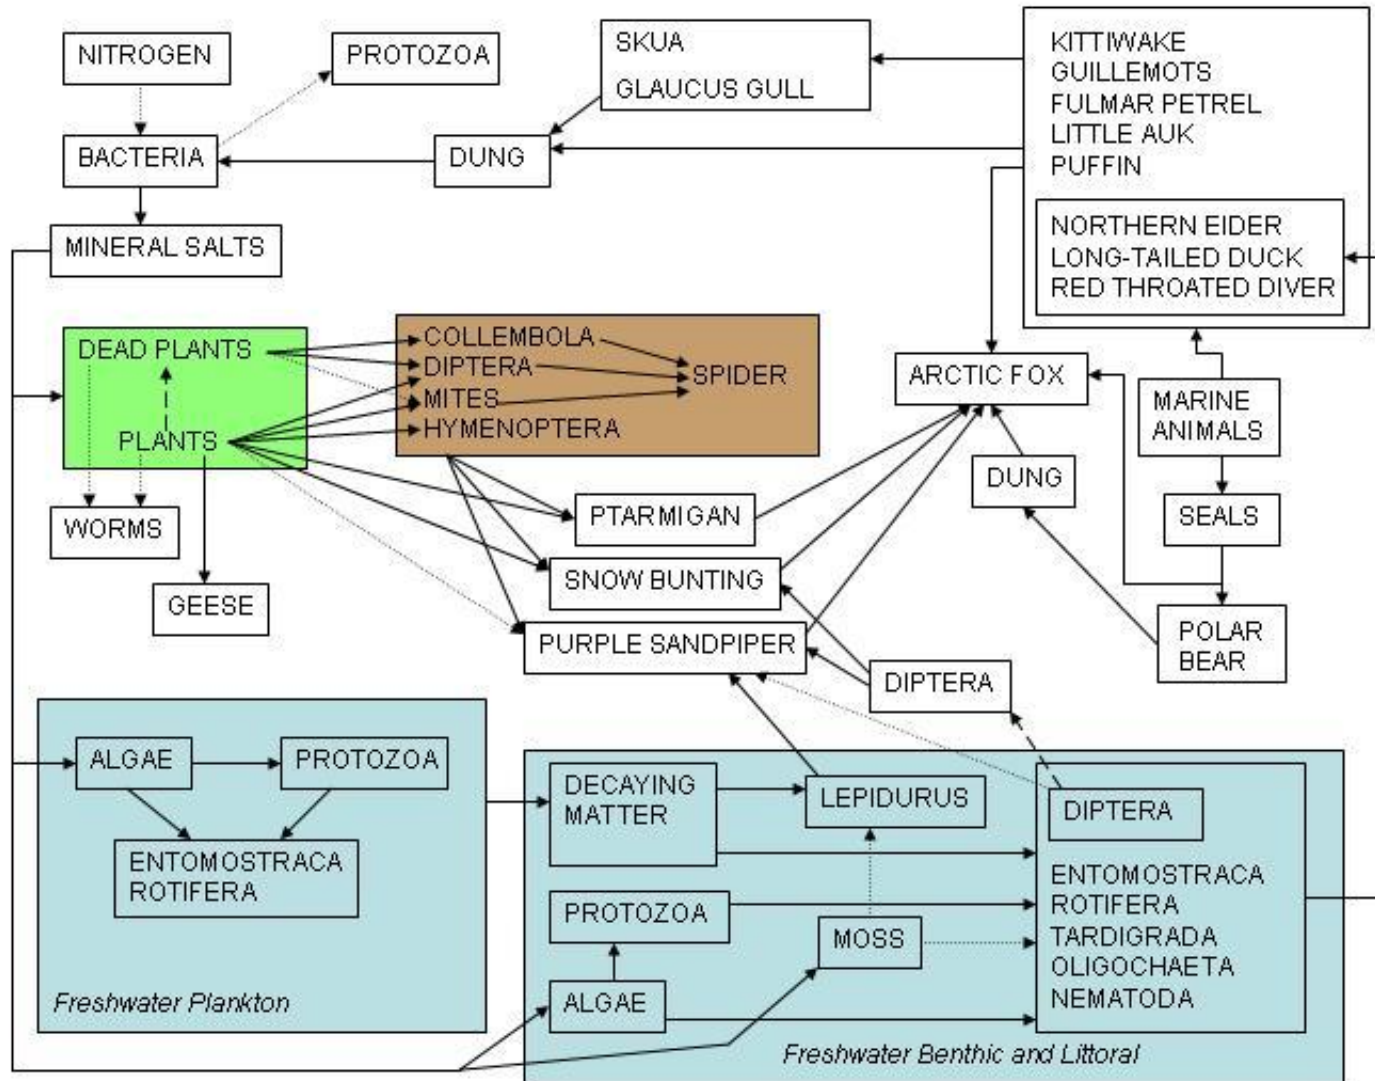 NITROGEN
PROTOZOA
SKUA
GLAUCUS GULL
KITTIWAKE
GUILLEMOTS
FULMAR PETREL
LITTLE AUK
PUFFIN
BACTERIA
DUNG
NORTHERN EIDER
LONG-TAILED DUCK
RED THROATED DIVER
MINERAL SALTS
DEAD PLANTS
PLANTS
COLLEMBOLA
DIPTERA
MITES
HYMENOPTERA
SPIDER
ARCTIC FOX
MARINE
ANIMALS
DUNG
SEALS
WORMS
PTARMIGAN
GEESE
SNOW BUNTING
PURPLE SANDPIPER
POLAR
BEAR
DIPTERA
ALGAE
PROTOZOA
ENTOMOSTRACA
ROTIFERA
Freshwater Plankton
DECAYING
MATTER
LEPIDURUS
DIPTERA
PROTOZOA
MOSS
ALGAE
ENTOMOSTRACA
ROTIFERA
TARDIGRADA
OLIGOCHAETA
NEMATODA
Freshwater Benthic and Littoral